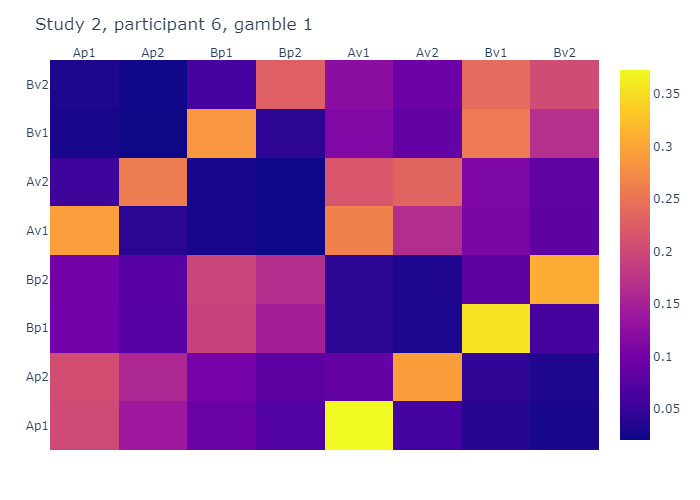 Study 2, participant 6, gamble 1
Ap1 Ap2 Bp1 Bp2 Av1 Av2 Bv1 Bv2
Bv2
Bv1
Av2
Av1
Bp2
Bp1
Ap2
Ap1
0.35
0.3
0.25
0.2
0.15
0.1
0.05